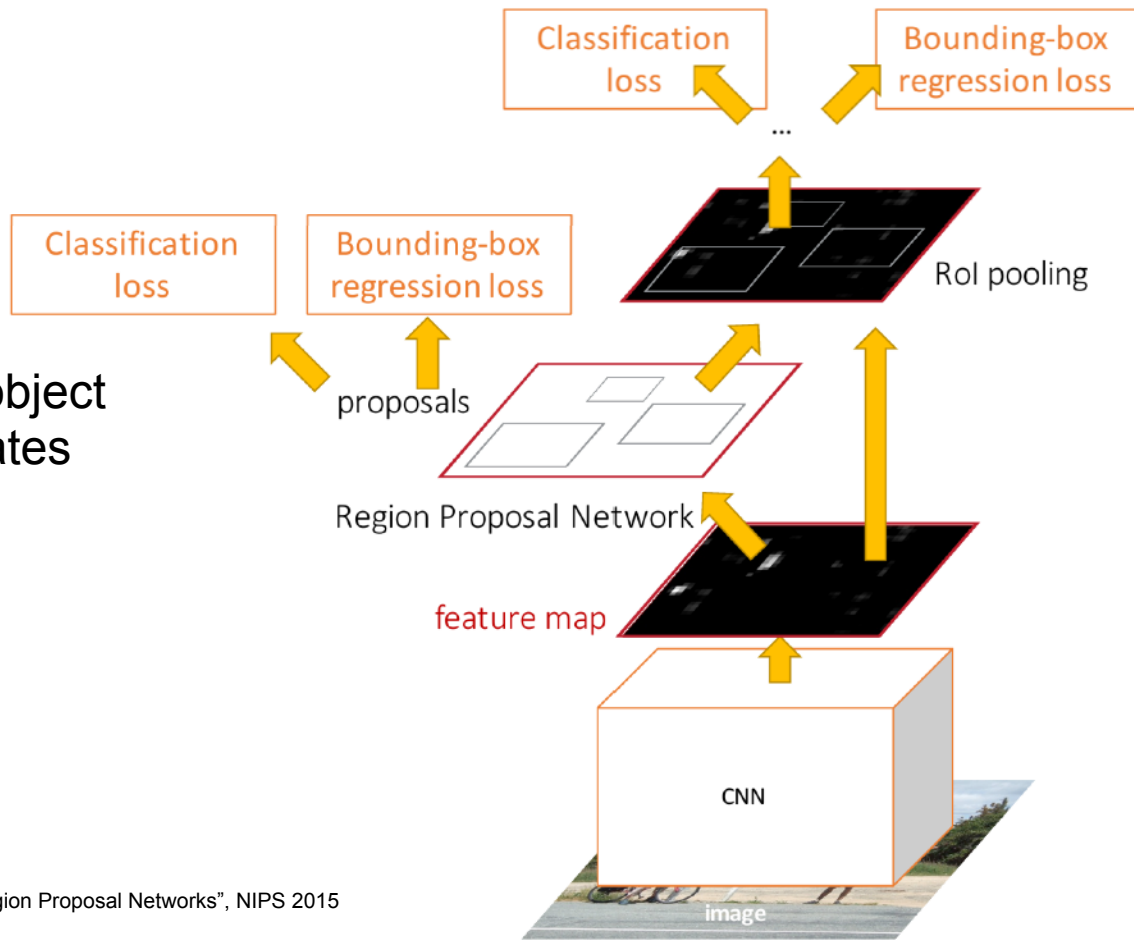 Classification
loss
Bounding-box
regression loss
...
RoI pooling
Classification
loss
Bounding-box
regression loss
object
ates
proposals
Region Proposal Network
feature map
CNN
image
gion Proposal Networks”, NIPS 2015